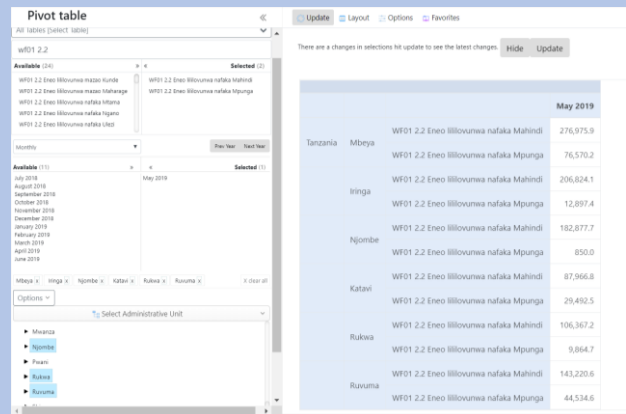 Pivot table
All Tables [Select Table]
wf01 2.2
Available (24) » « Selected (2)
WF01 2.2 Eneo lililovunwa mazao Kunde
WF01 2.2 Eneo lililovunwa mazao Maharage
WF01 2.2 Eneo lililovunwa nafaka Mtama
WF01 2.2 Eneo lililovunwa nafaka Ngano
WF01 2.2 Eneo lililovunwa nafaka Ulezi
WF01 2.2 Eneo lililovunwa nafaka Mahindi
WF01 2.2 Eneo lililovunwa nafaka Mpunga
Monthly Prev Year Next Year
Available (11) » « Selected (1)
July 2018
August 2018
September 2018
October 2018
November 2018
December 2018
January 2019
February 2019
March 2019
April 2019
June 2019
May 2019
Mbeya x Iringa x Njombe x Katavi x Rukwa x Ruvuma x x clear all
Options
Select Administrative Unit
Mwanza
Njombe
Pwani
Rukwa
Ruvuma
Update Layout Options Favorites
There are a changes in selections hit update to see the latest changes. Hide Update
May 2019
Tanzania Mbeya WF01 2.2 Eneo lililovunwa nafaka Mahindi 276,975.9
WF01 2.2 Eneo lililovunwa nafaka Mpunga 76,570.2
Iringa WF01 2.2 Eneo lililovunwa nafaka Mahindi 206,824.1
WF01 2.2 Eneo lililovunwa nafaka Mpunga 12,897.4
Njombe WF01 2.2 Eneo lililovunwa nafaka Mahindi 182,877.7
WF01 2.2 Eneo lililovunwa nafaka Mpunga 850.0
Katavi WF01 2.2 Eneo lililovunwa nafaka Mahindi 87,966.8
WF01 2.2 Eneo lililovunwa nafaka Mpunga 29,492.5
Rukwa WF01 2.2 Eneo lililovunwa nafaka Mahindi 106,367.2
WF01 2.2 Eneo lililovunwa nafaka Mpunga 9,864.7
Ruvuma WF01 2.2 Eneo lililovunwa nafaka Mahindi 143,220.6
WF01 2.2 Eneo lililovunwa nafaka Mpunga 44,534.6